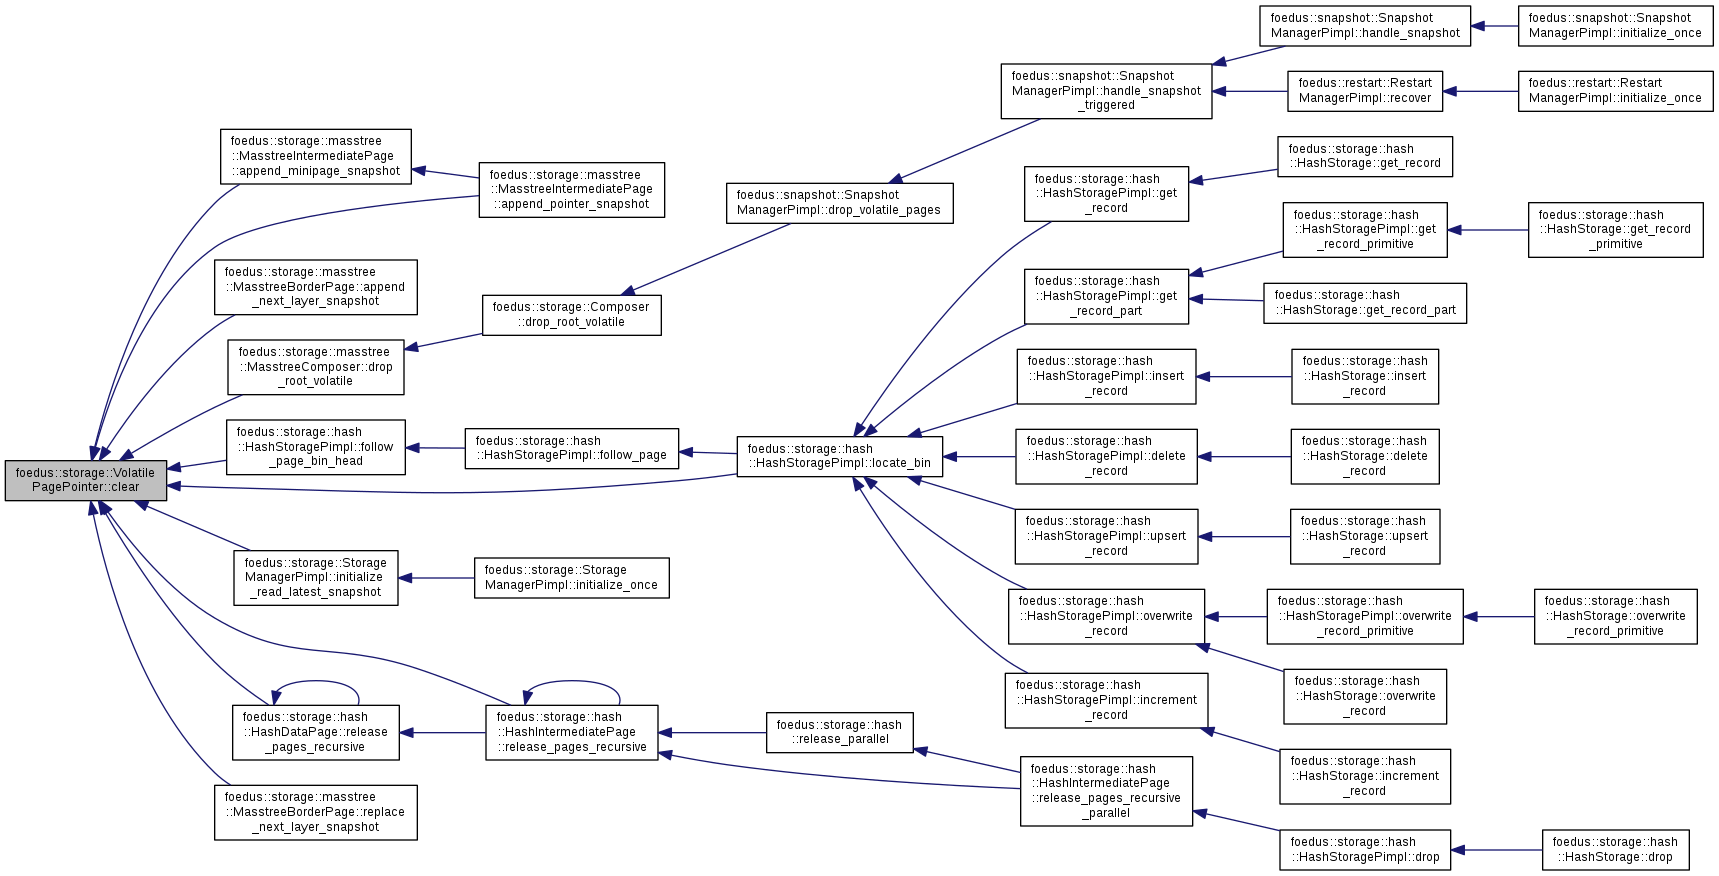 foedus::storage::Volatile
PagePointer::clear
foedus::storage::masstree
::MasstreeIntermediatePage
::append_minipage_snapshot
foedus::storage::masstree
::MasstreeIntermediatePage
::append_pointer_snapshot
foedus::storage::masstree
::MasstreeBorderPage::append
_next_layer_snapshot
foedus::storage::masstree
::MasstreeComposer::drop
_root_volatile
foedus::storage::Composer
::drop_root_volatile
foedus::snapshot::Snapshot
ManagerPimpl::drop_volatile_pages
foedus::snapshot::Snapshot
ManagerPimpl::handle_snapshot
_triggered
foedus::snapshot::Snapshot
ManagerPimpl::handle_snapshot
foedus::snapshot::Snapshot
ManagerPimpl::initialize_once
foedus::restart::Restart
ManagerPimpl::recover
foedus::restart::Restart
ManagerPimpl::initialize_once
foedus::storage::hash
::HashStoragePimpl::follow
_page_bin_head
foedus::storage::hash
::HashStoragePimpl::follow_page
foedus::storage::hash
::HashStoragePimpl::locate_bin
foedus::storage::hash
::HashStoragePimpl::get
_record
foedus::storage::hash
::HashStorage::get_record
foedus::storage::hash
::HashStoragePimpl::get
_record_part
foedus::storage::hash
::HashStoragePimpl::get
_record_primitive
foedus::storage::hash
::HashStorage::get_record
_primitive
foedus::storage::hash
::HashStorage::get_record_part
foedus::storage::hash
::HashStoragePimpl::insert
_record
foedus::storage::hash
::HashStorage::insert
_record
foedus::storage::hash
::HashStoragePimpl::delete
_record
foedus::storage::hash
::HashStorage::delete
_record
foedus::storage::hash
::HashStoragePimpl::upsert
_record
foedus::storage::hash
::HashStorage::upsert
_record
foedus::storage::hash
::HashStoragePimpl::overwrite
_record
foedus::storage::hash
::HashStoragePimpl::overwrite
_record_primitive
foedus::storage::hash
::HashStorage::overwrite
_record_primitive
foedus::storage::hash
::HashStorage::overwrite
_record
foedus::storage::hash
::HashStoragePimpl::increment
_record
foedus::storage::hash
::HashStorage::increment
_record
foedus::storage::Storage
ManagerPimpl::initialize
_read_latest_snapshot
foedus::storage::Storage
ManagerPimpl::initialize_once
foedus::storage::hash
::HashDataPage::release
_pages_recursive
foedus::storage::hash
::HashIntermediatePage
::release_pages_recursive
foedus::storage::hash
::release_parallel
foedus::storage::hash
::HashIntermediatePage
::release_pages_recursive
_parallel
foedus::storage::hash
::HashStoragePimpl::drop
foedus::storage::hash
::HashStorage::drop
foedus::storage::masstree
::MasstreeBorderPage::replace
_next_layer_snapshot